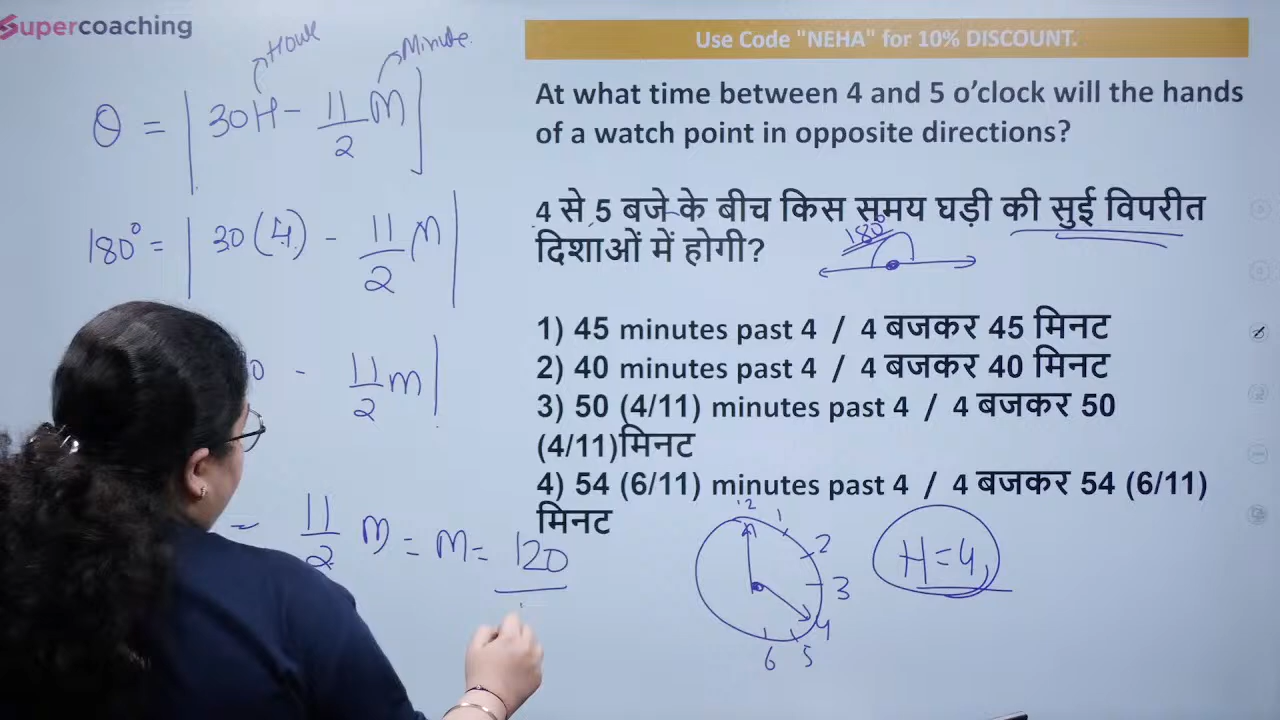 Supercoaching
Use Code "NEHA" for 10% DISCOUNT.
At what time between 4 and 5 o'clock will the hands
of a watch point in opposite directions?
4 से 5 बजे के बीच किस समय घड़ी की सुई विपरीत
दिशाओं में होगी?
180°
1) 45 minutes past 4 / 4 बजकर 45 मिनट
2) 40 minutes past 4 / 4 बजकर 40 मिनट
3) 50 (4/11) minutes past 4 / 4 बजकर 50
(4/11)मिनट
4) 54 (6/11) minutes past 4 / 4 बजकर 54 (6/11)
मिनट
Hour
Minute
θ = | 30H - 11/2 M |
180° = | 30(4) - 11/2 M |
- 11/2 M |
11/2 M = M = 120
12
1
2
3
4
5
6
H=4